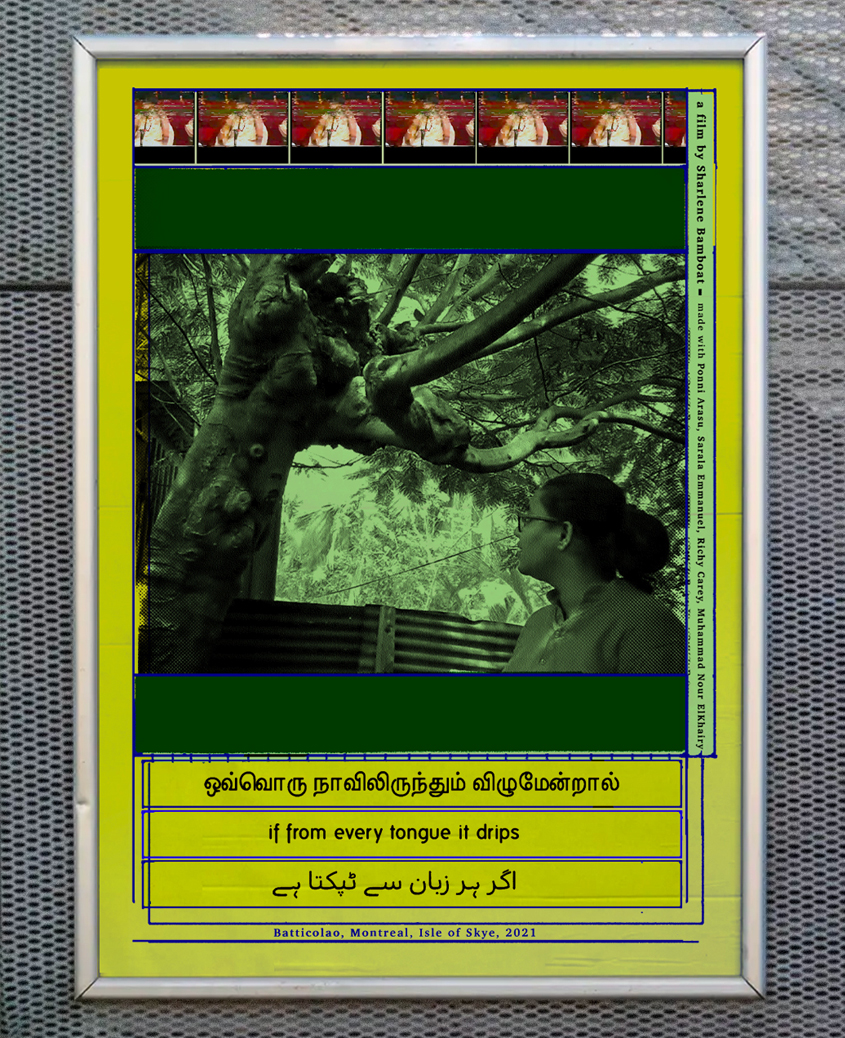 a film by Sharlene Bamboat - made with Ponni Arasu, Sarala Emmanuel, Richy Carey, Muhammad Nour ElKhairy
ஒவ்வொரு நாவிலிருந்தும் விழுமேன்றால்
if from every tongue it drips
اگر ہر زبان سے ٹپکتا ہے
Batticolao, Montreal, Isle of Skye, 2021